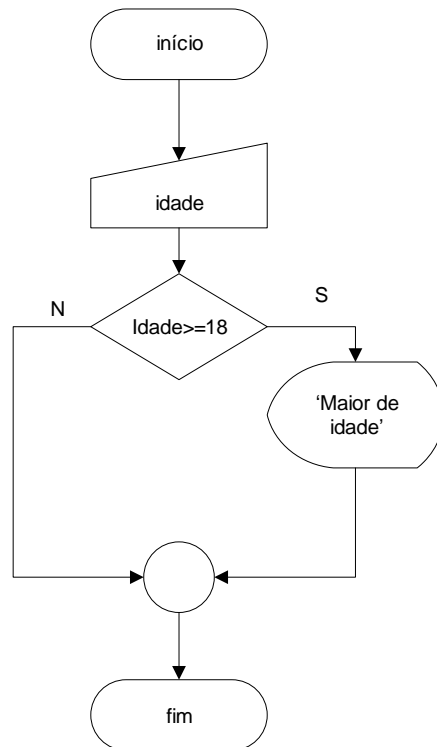 início
idade
N
S
Idade>=18
‘Maior de
idade’
fim